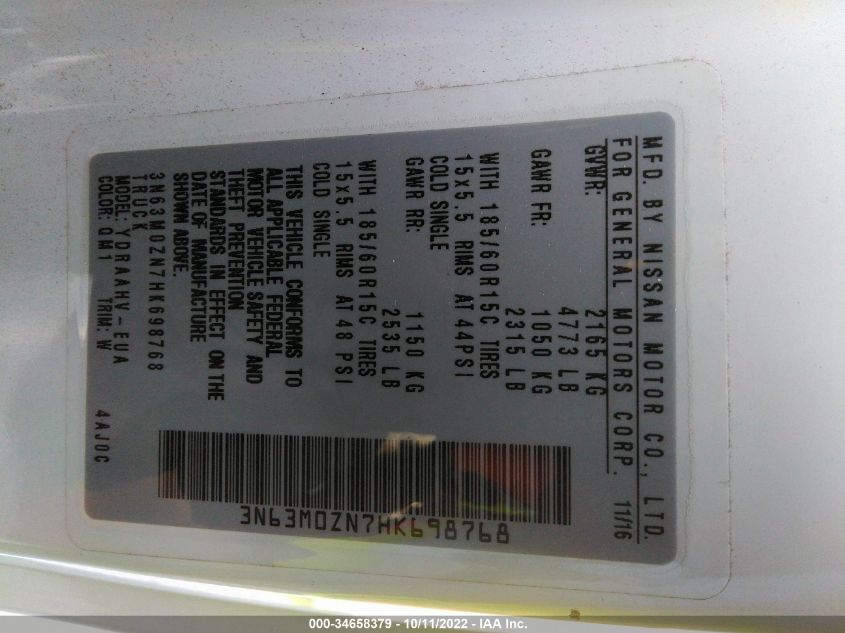 MFD. BY NISSAN MOTOR CO., LTD.
FOR GENERAL MOTORS CORP. 11/16
GVWR: 2165 KG
4773 LB
GAWR FR: 1050 KG
2315 LB
WITH 185/60R15C TIRES
15x5.5 RIMS AT 44PSI
COLD SINGLE
GAWR RR: 1150 KG
2535 LB
WITH 185/60R15C TIRES
15x5.5 RIMS AT 48 PSI
COLD SINGLE
THIS VEHICLE CONFORMS TO
ALL APPLICABLE FEDERAL
MOTOR VEHICLE SAFETY AND
THEFT PREVENTION
STANDARDS IN EFFECT ON THE
DATE OF MANUFACTURE
SHOWN ABOVE.
3N63M0ZN7HK698768
TRUCK
MODEL: YDRAAHV-EUA
COLOR: QM1 TRIM: W 4AJ0C
3N63M0ZN7HK698768
000-34658379 - 10/11/2022 - IAA Inc.